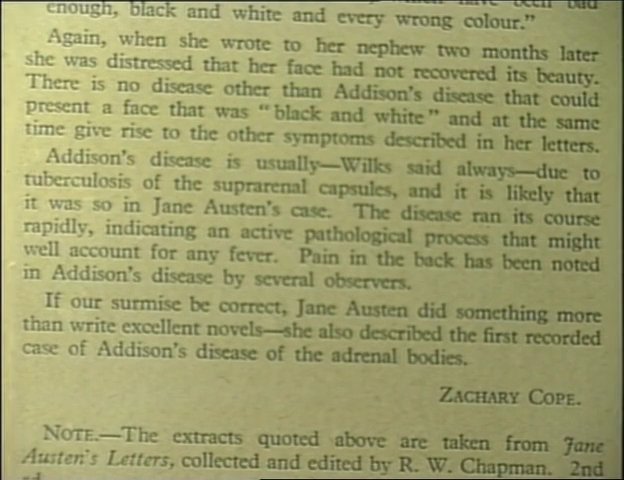 enough, black and white and every wrong colour.”
Again, when she wrote to her nephew two months later
she was distressed that her face had not recovered its beauty.
There is no disease other than Addison’s disease that could
present a face that was “black and white” and at the same
time give rise to the other symptoms described in her letters.
Addison’s disease is usually—Wilks said always—due to
tuberculosis of the suprarenal capsules, and it is likely that
it was so in Jane Austen’s case. The disease ran its course
rapidly, indicating an active pathological process that might
well account for any fever. Pain in the back has been noted
in Addison’s disease by several observers.
If our surmise be correct, Jane Austen did something more
than write excellent novels—she also described the first recorded
case of Addison’s disease of the adrenal bodies.
ZACHARY COPE.
NOTE.—The extracts quoted above are taken from Jane
Austen’s Letters, collected and edited by R. W. Chapman. 2nd